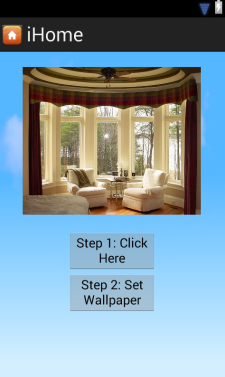 iHome
Step 1: Click
Here
Step 2: Set
Wallpaper